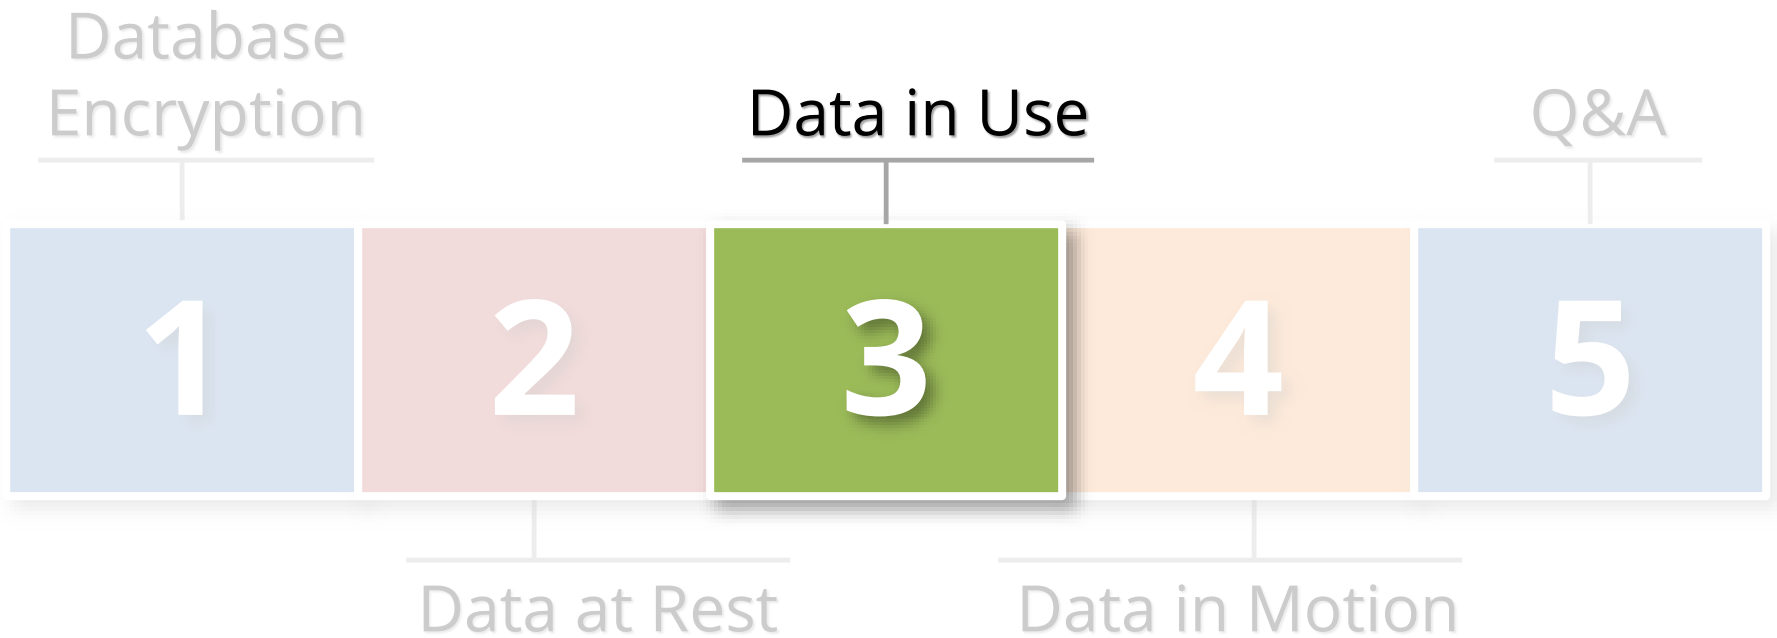 Database
Encryption
Data in Use
Q&A
1
2
3
4
5
Data at Rest
Data in Motion